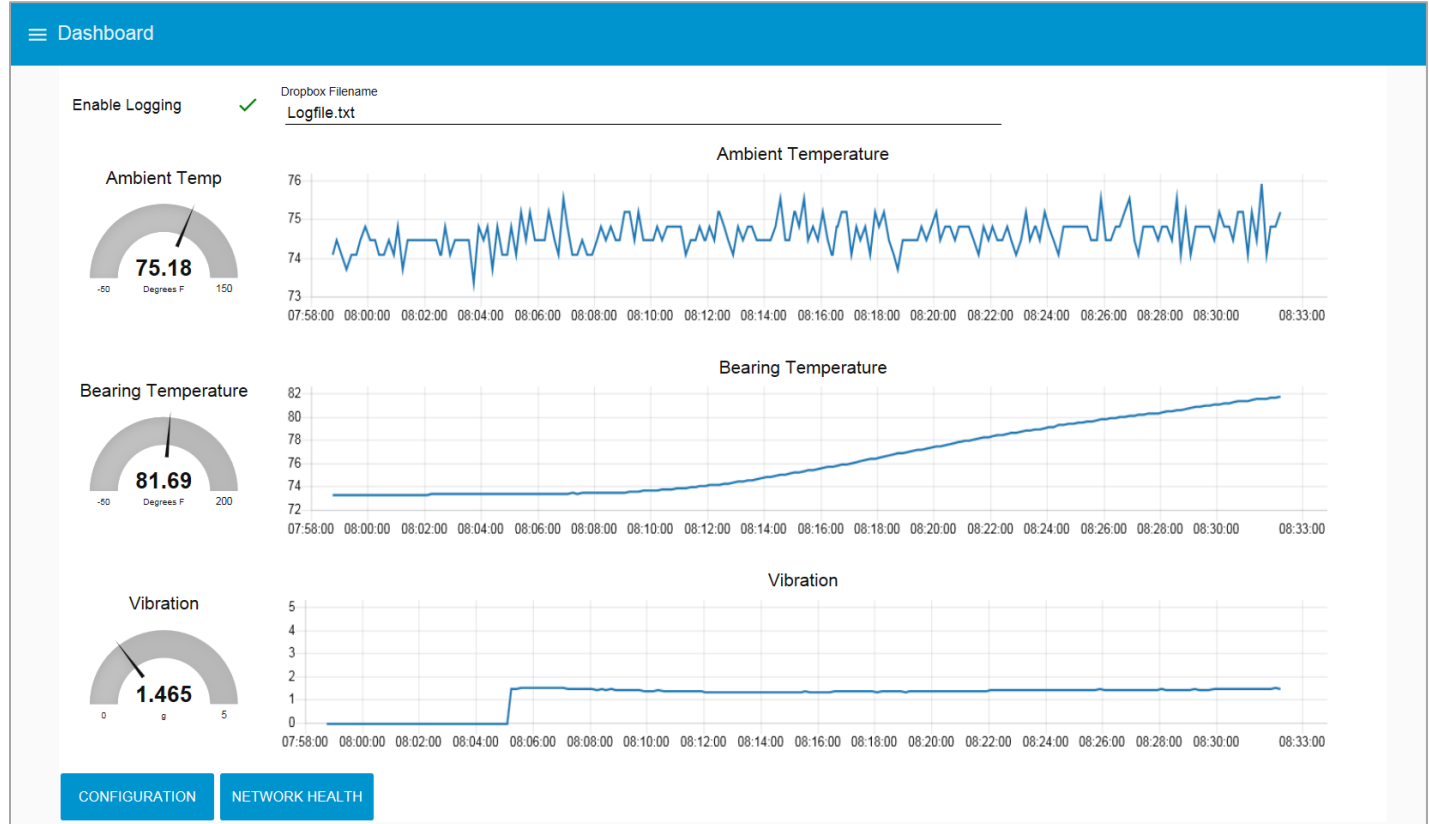 Dashboard
Enable Logging
Dropbox Filename
Logfile.txt
Ambient Temp
75.18
-50 Degrees F 150
Ambient Temperature
76
75
74
73
07:58:00 08:00:00 08:02:00 08:04:00 08:06:00 08:08:00 08:10:00 08:12:00 08:14:00 08:16:00 08:18:00 08:20:00 08:22:00 08:24:00 08:26:00 08:28:00 08:30:00 08:33:00
Bearing Temperature
81.69
-50 Degrees F 200
Bearing Temperature
82
80
78
76
74
72
07:58:00 08:00:00 08:02:00 08:04:00 08:06:00 08:08:00 08:10:00 08:12:00 08:14:00 08:16:00 08:18:00 08:20:00 08:22:00 08:24:00 08:26:00 08:28:00 08:30:00 08:33:00
Vibration
1.465
0 g 5
Vibration
5
4
3
2
1
0
07:58:00 08:00:00 08:02:00 08:04:00 08:06:00 08:08:00 08:10:00 08:12:00 08:14:00 08:16:00 08:18:00 08:20:00 08:22:00 08:24:00 08:26:00 08:28:00 08:30:00 08:33:00
CONFIGURATION NETWORK HEALTH